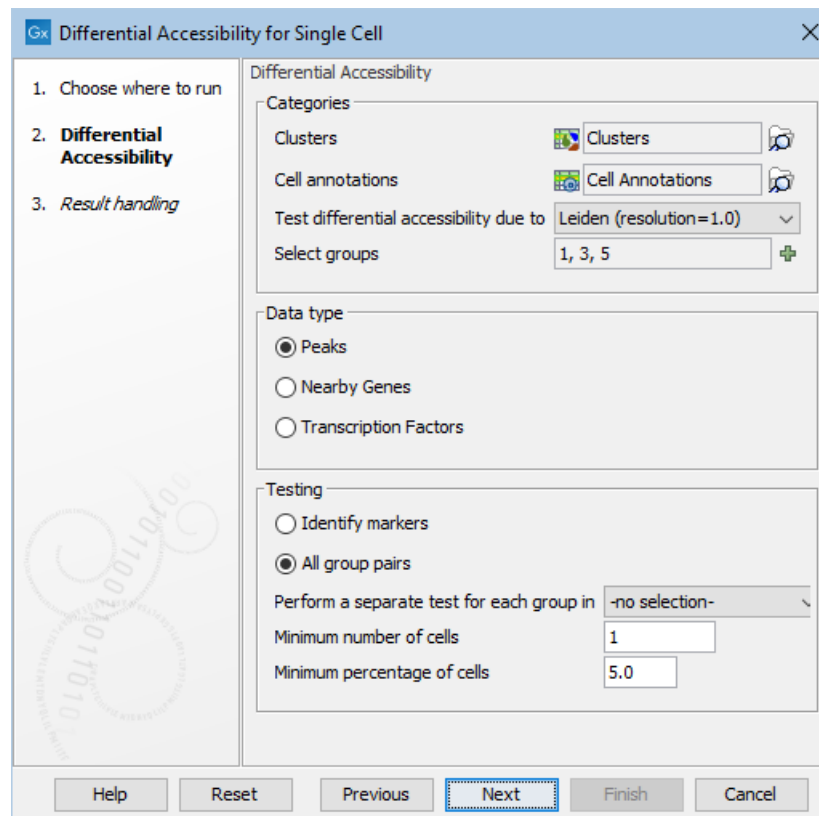 Gx Differential Accessibility for Single Cell
1. Choose where to run
2. Differential
Accessibility
3. Result handling
Differential Accessibility
Categories
Clusters Clusters
Cell annotations Cell Annotations
Test differential accessibility due to Leiden (resolution=1.0)
Select groups 1, 3, 5
Data type
Peaks
Nearby Genes
Transcription Factors
Testing
Identify markers
All group pairs
Perform a separate test for each group in -no selection-
Minimum number of cells 1
Minimum percentage of cells 5.0
Help Reset Previous Next Finish Cancel